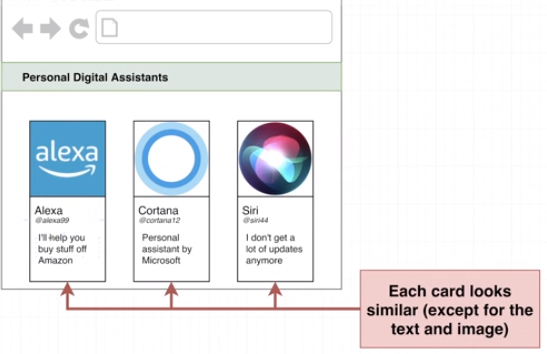 Personal Digital Assistants
alexa
Alexa
@alexa99
I'll help you
buy stuff off
Amazon
Cortana
@cortana12
Personal
assistant by
Microsoft
Siri
@siri44
I don't get a
lot of updates
anymore
Each card looks
similar (except for the
text and image)